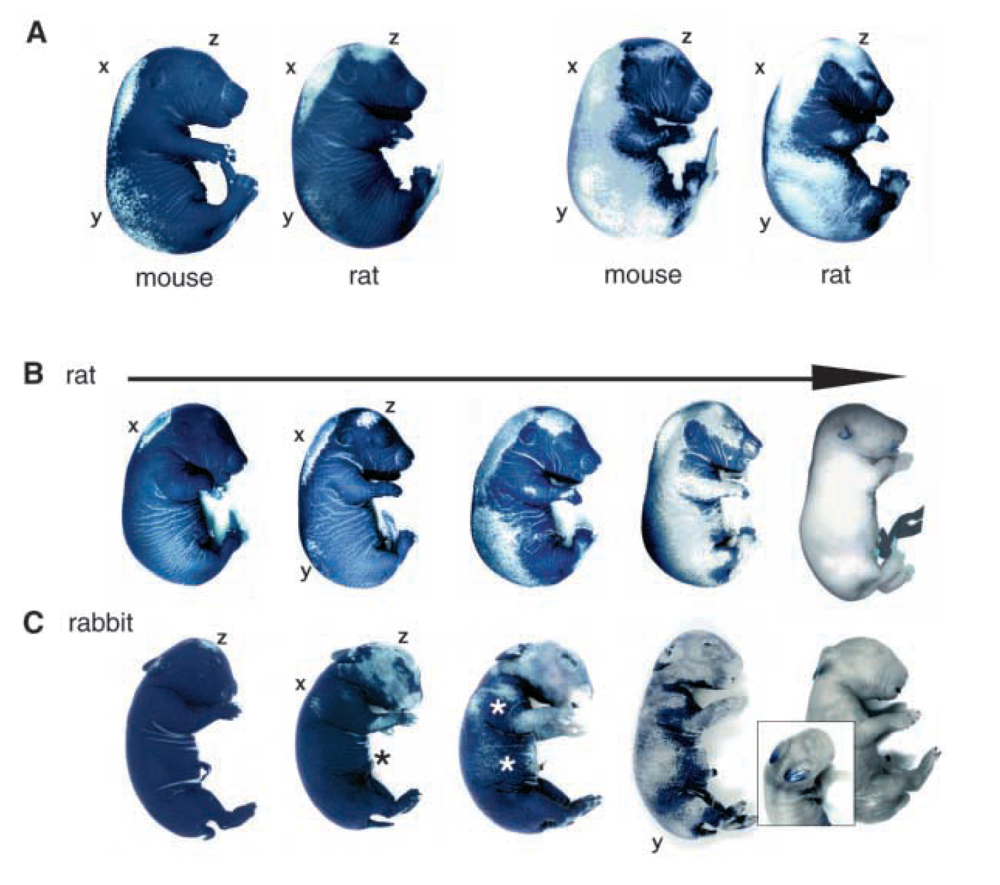 A
z z z z
x x x x
y y y y
mouse rat mouse rat
B rat
x x z
y
C rabbit
z z
x
*
* *
y